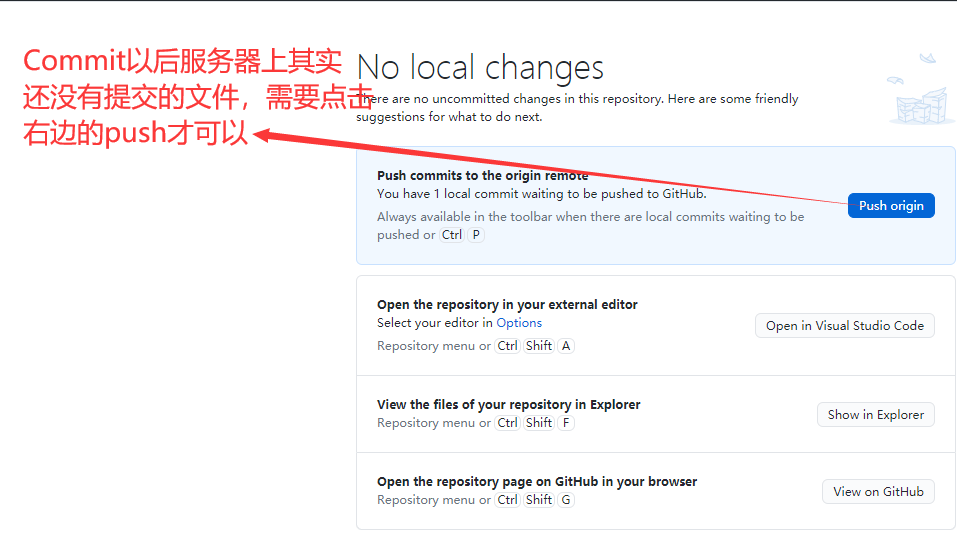 Commit以后服务器上其实
还没有提交的文件，需要点击
右边的push才可以
No local changes
There are no uncommitted changes in this repository. Here are some friendly
suggestions for what to do next.
Push commits to the origin remote
You have 1 local commit waiting to be pushed to GitHub.
Always available in the toolbar when there are local commits waiting to be
pushed or Ctrl P
Push origin
Open the repository in your external editor
Select your editor in Options
Repository menu or Ctrl Shift A
Open in Visual Studio Code
View the files of your repository in Explorer
Repository menu or Ctrl Shift F
Show in Explorer
Open the repository page on GitHub in your browser
Repository menu or Ctrl Shift G
View on GitHub